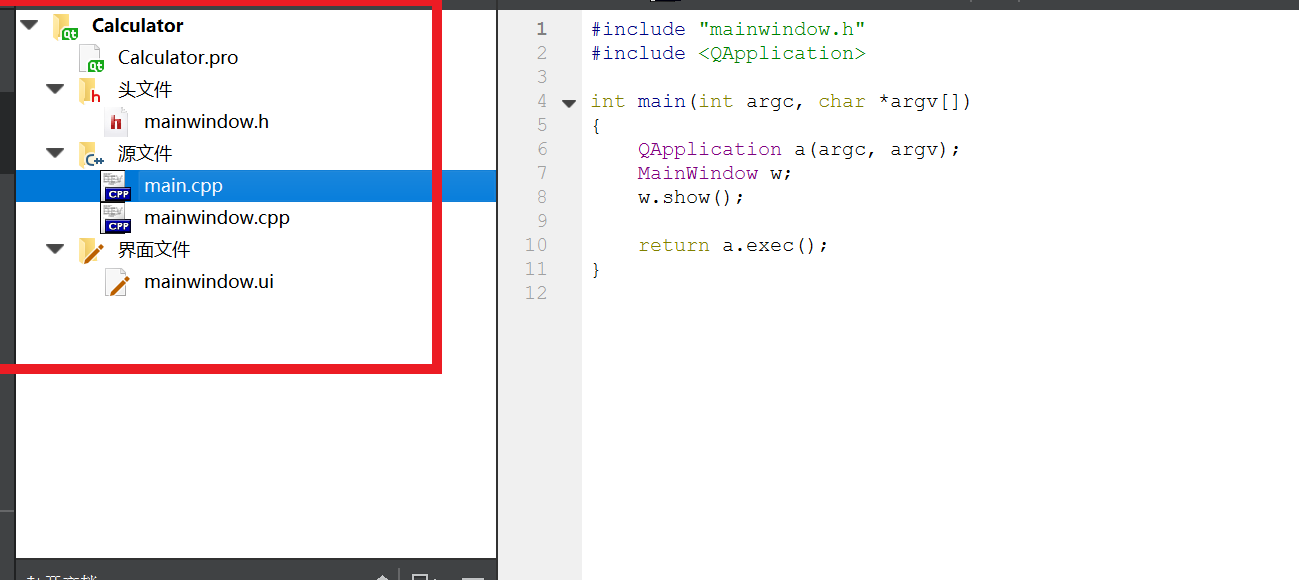 Calculator
Calculator.pro
头文件
mainwindow.h
源文件
main.cpp
mainwindow.cpp
界面文件
mainwindow.ui
1 #include "mainwindow.h"
2 #include <QApplication>
3
4 int main(int argc, char *argv[])
5 {
6 QApplication a(argc, argv);
7 MainWindow w;
8 w.show();
9
10 return a.exec();
11 }
12